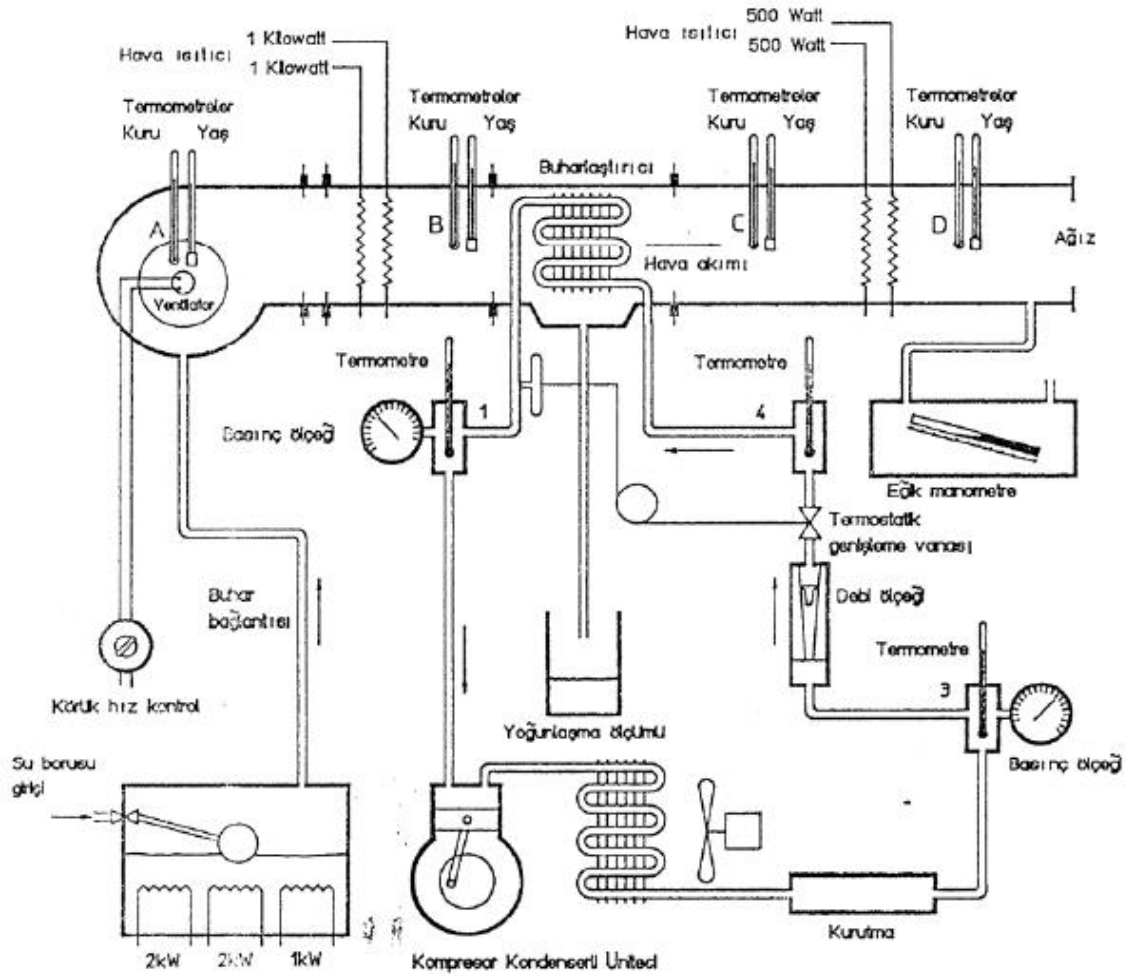 Hava ısıtıcı
1 Kilowatt
1 Kilowatt
Hava ısıtıcı
500 Watt
500 Watt
Termometreler
Kuru Yaş
Termometreler
Kuru Yaş
Termometreler
Kuru Yaş
Termometreler
Kuru Yaş
Buharlaştırıcı
A
B
C
D
Ventilatör
Hava akımı
Ağız
Termometre
Basınç ölçeği
1
Termometre
4
Eğik manometre
Termostatik
genişleme vanası
Debi ölçeği
Termometre
3
Basınç ölçeği
Buhar
bağlantısı
Körük hız kontrol
Yoğunlaşma ölçümü
Su borusu
girişi
2kW
2kW
1kW
Kompresör Kondenserli Ünitesi
Kurutma